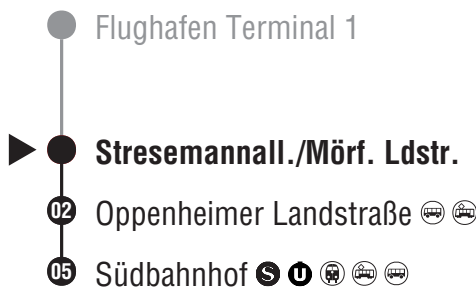 Flughafen Terminal 1
Stresemannall./Mörf. Ldstr.
02 Oppenheimer Landstraße
05 Südbahnhof S U